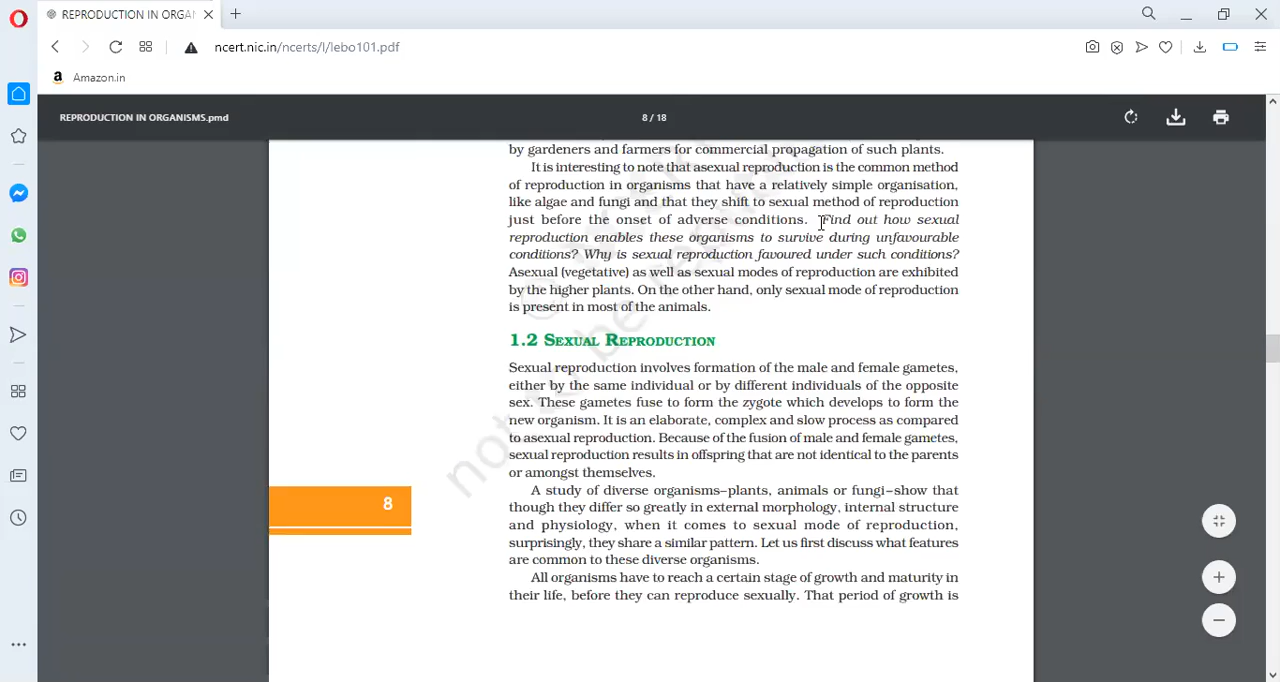 REPRODUCTION IN ORGA
ncert.nic.in/ncerts/l/lebo101.pdf
Amazon.in
REPRODUCTION IN ORGANISMS.pmd
8 / 18
by gardeners and farmers for commercial propagation of such plants.
It is interesting to note that asexual reproduction is the common method
of reproduction in organisms that have a relatively simple organisation,
like algae and fungi and that they shift to sexual method of reproduction
just before the onset of adverse conditions. Find out how sexual
reproduction enables these organisms to survive during unfavourable
conditions? Why is sexual reproduction favoured under such conditions?
Asexual (vegetative) as well as sexual modes of reproduction are exhibited
by the higher plants. On the other hand, only sexual mode of reproduction
is present in most of the animals.
1.2 SEXUAL REPRODUCTION
Sexual reproduction involves formation of the male and female gametes,
either by the same individual or by different individuals of the opposite
sex. These gametes fuse to form the zygote which develops to form the
new organism. It is an elaborate, complex and slow process as compared
to asexual reproduction. Because of the fusion of male and female gametes,
sexual reproduction results in offspring that are not identical to the parents
or amongst themselves.
A study of diverse organisms–plants, animals or fungi–show that
though they differ so greatly in external morphology, internal structure
and physiology, when it comes to sexual mode of reproduction,
surprisingly, they share a similar pattern. Let us first discuss what features
are common to these diverse organisms.
8
All organisms have to reach a certain stage of growth and maturity in
their life, before they can reproduce sexually. That period of growth is
not to be re